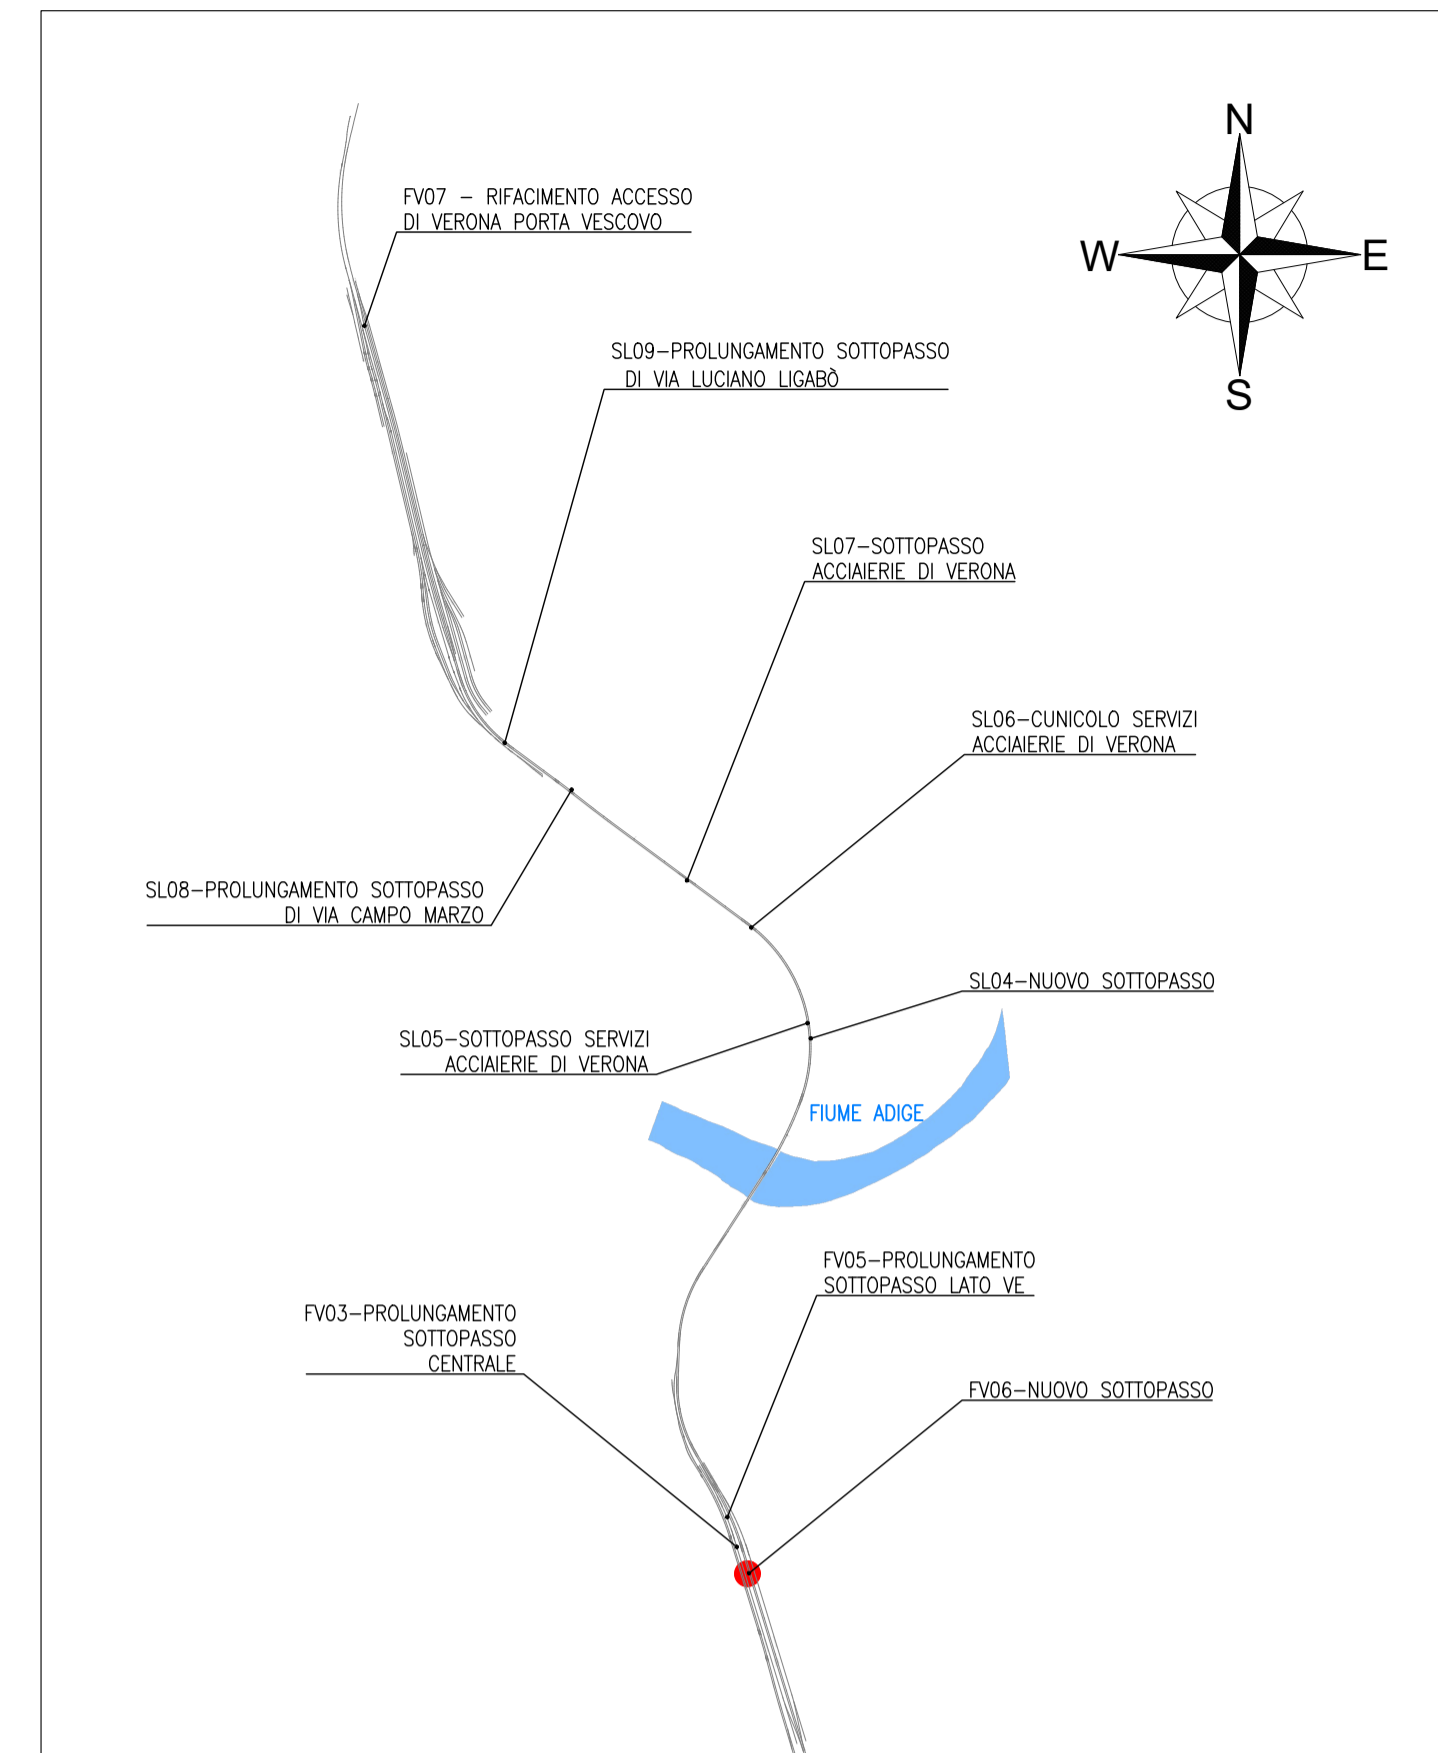 N
W
E
S
FV07 – RIFACIMENTO ACCESSO
DI VERONA PORTA VESCOVO
SL09–PROLUNGAMENTO SOTTOPASSO
DI VIA LUCIANO LIGABÒ
SL07–SOTTOPASSO
ACCIAIERIE DI VERONA
SL06–CUNICOLO SERVIZI
ACCIAIERIE DI VERONA
SL08–PROLUNGAMENTO SOTTOPASSO
DI VIA CAMPO MARZO
SL04–NUOVO SOTTOPASSO
SL05–SOTTOPASSO SERVIZI
ACCIAIERIE DI VERONA
FIUME ADIGE
FV05–PROLUNGAMENTO
SOTTOPASSO LATO VE
FV03–PROLUNGAMENTO
SOTTOPASSO
CENTRALE
FV06–NUOVO SOTTOPASSO